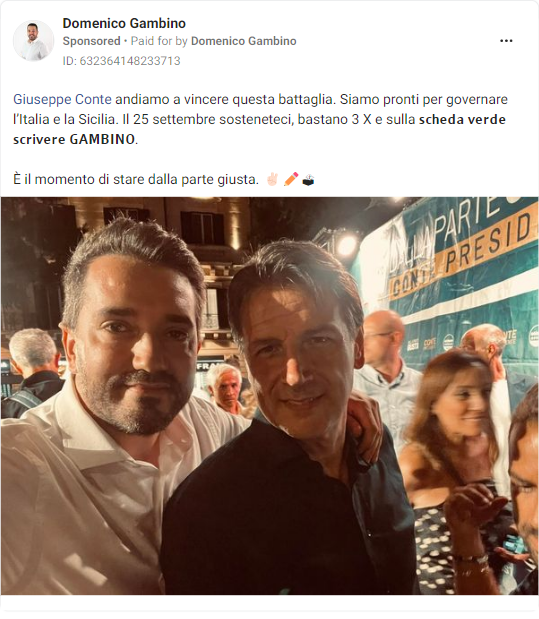 Domenico Gambino
Sponsored • Paid for by Domenico Gambino
ID: 632364148233713
Giuseppe Conte andiamo a vincere questa battaglia. Siamo pronti per governare
l'Italia e la Sicilia. Il 25 settembre sosteneteci, bastano 3 X e sulla scheda verde
scrivere GAMBINO.
È il momento di stare dalla parte giusta. ✌🏻 ✏️ 🗳
LLA PARTE
CONTE PRESID
CONTE